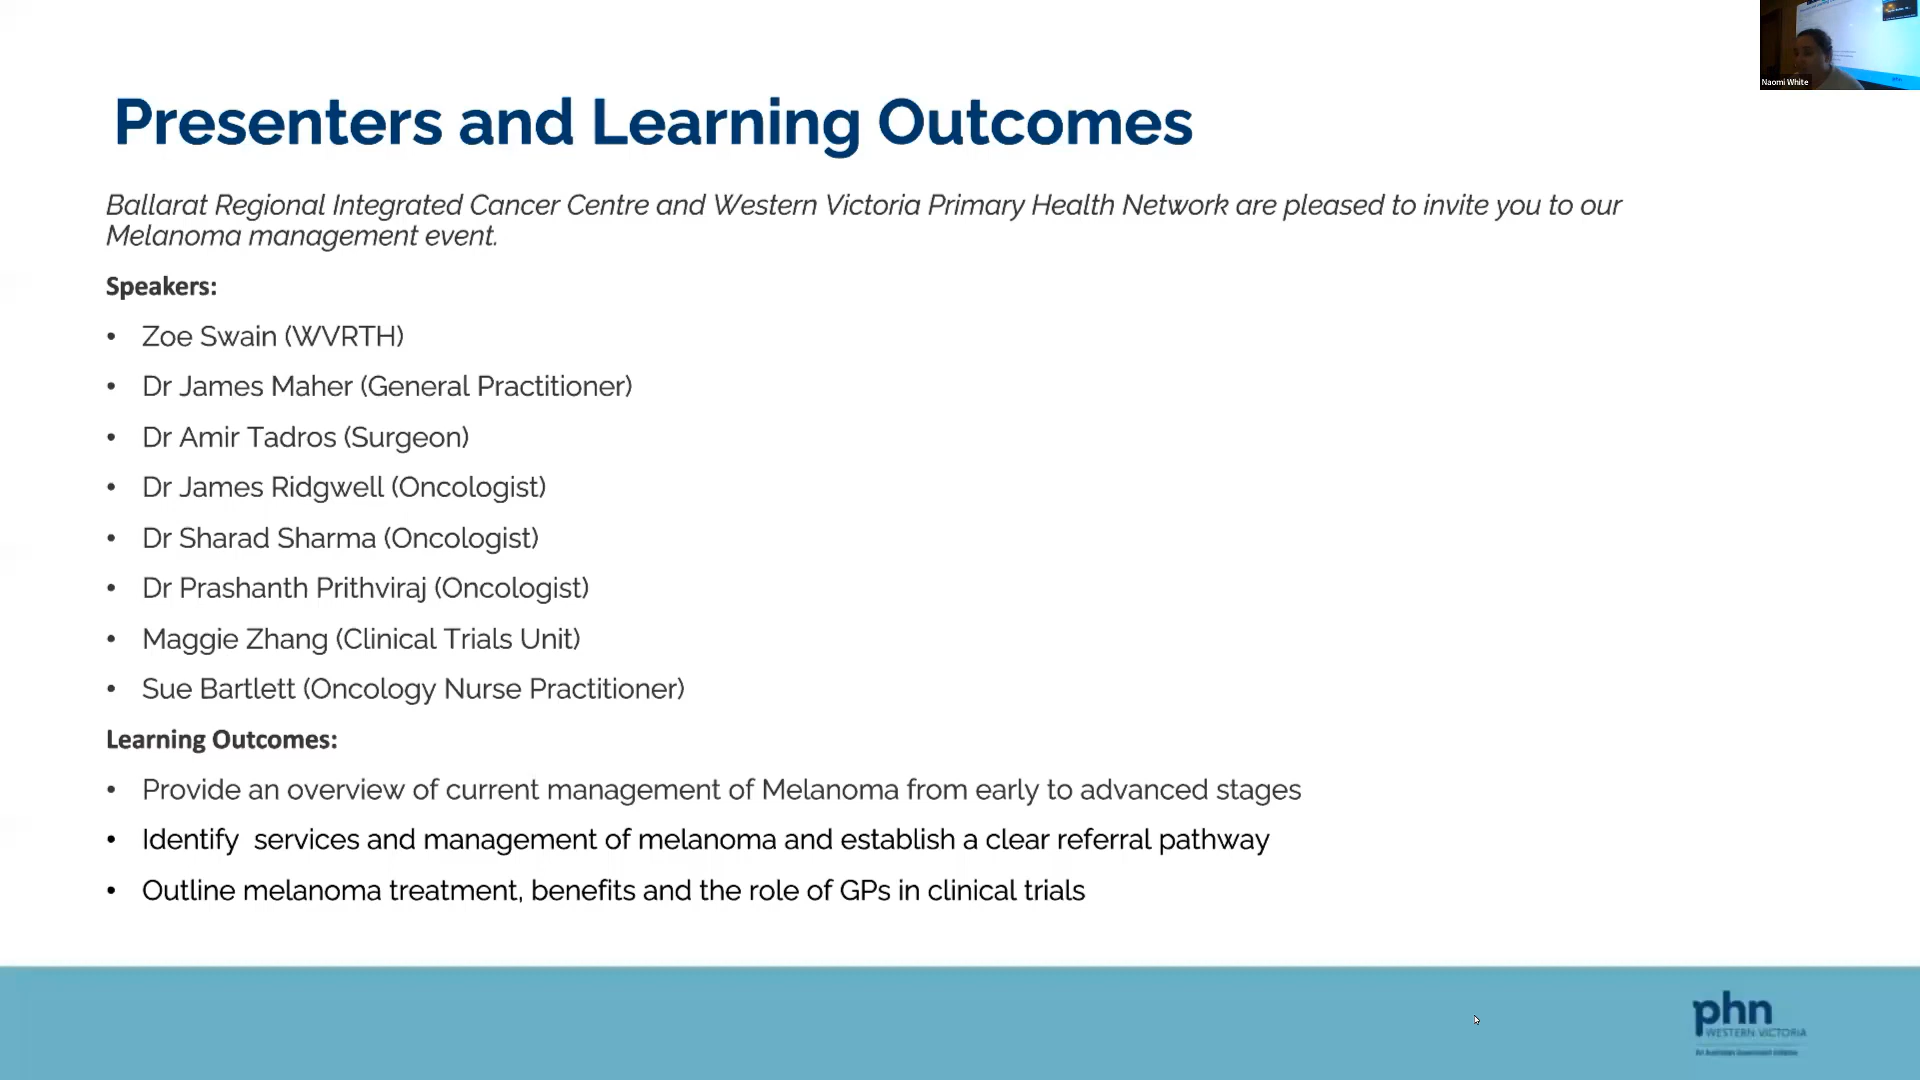 Naomi White
Presenters and Learning Outcomes
Ballarat Regional Integrated Cancer Centre and Western Victoria Primary Health Network are pleased to invite you to our
Melanoma management event.
Speakers:
• Zoe Swain (WVRTH)
• Dr James Maher (General Practitioner)
• Dr Amir Tadros (Surgeon)
• Dr James Ridgwell (Oncologist)
• Dr Sharad Sharma (Oncologist)
• Dr Prashanth Prithviraj (Oncologist)
• Maggie Zhang (Clinical Trials Unit)
• Sue Bartlett (Oncology Nurse Practitioner)
Learning Outcomes:
• Provide an overview of current management of Melanoma from early to advanced stages
• Identify  services and management of melanoma and establish a clear referral pathway
• Outline melanoma treatment, benefits and the role of GPs in clinical trials
phn
WESTERN VICTORIA
An Australian Government Initiative